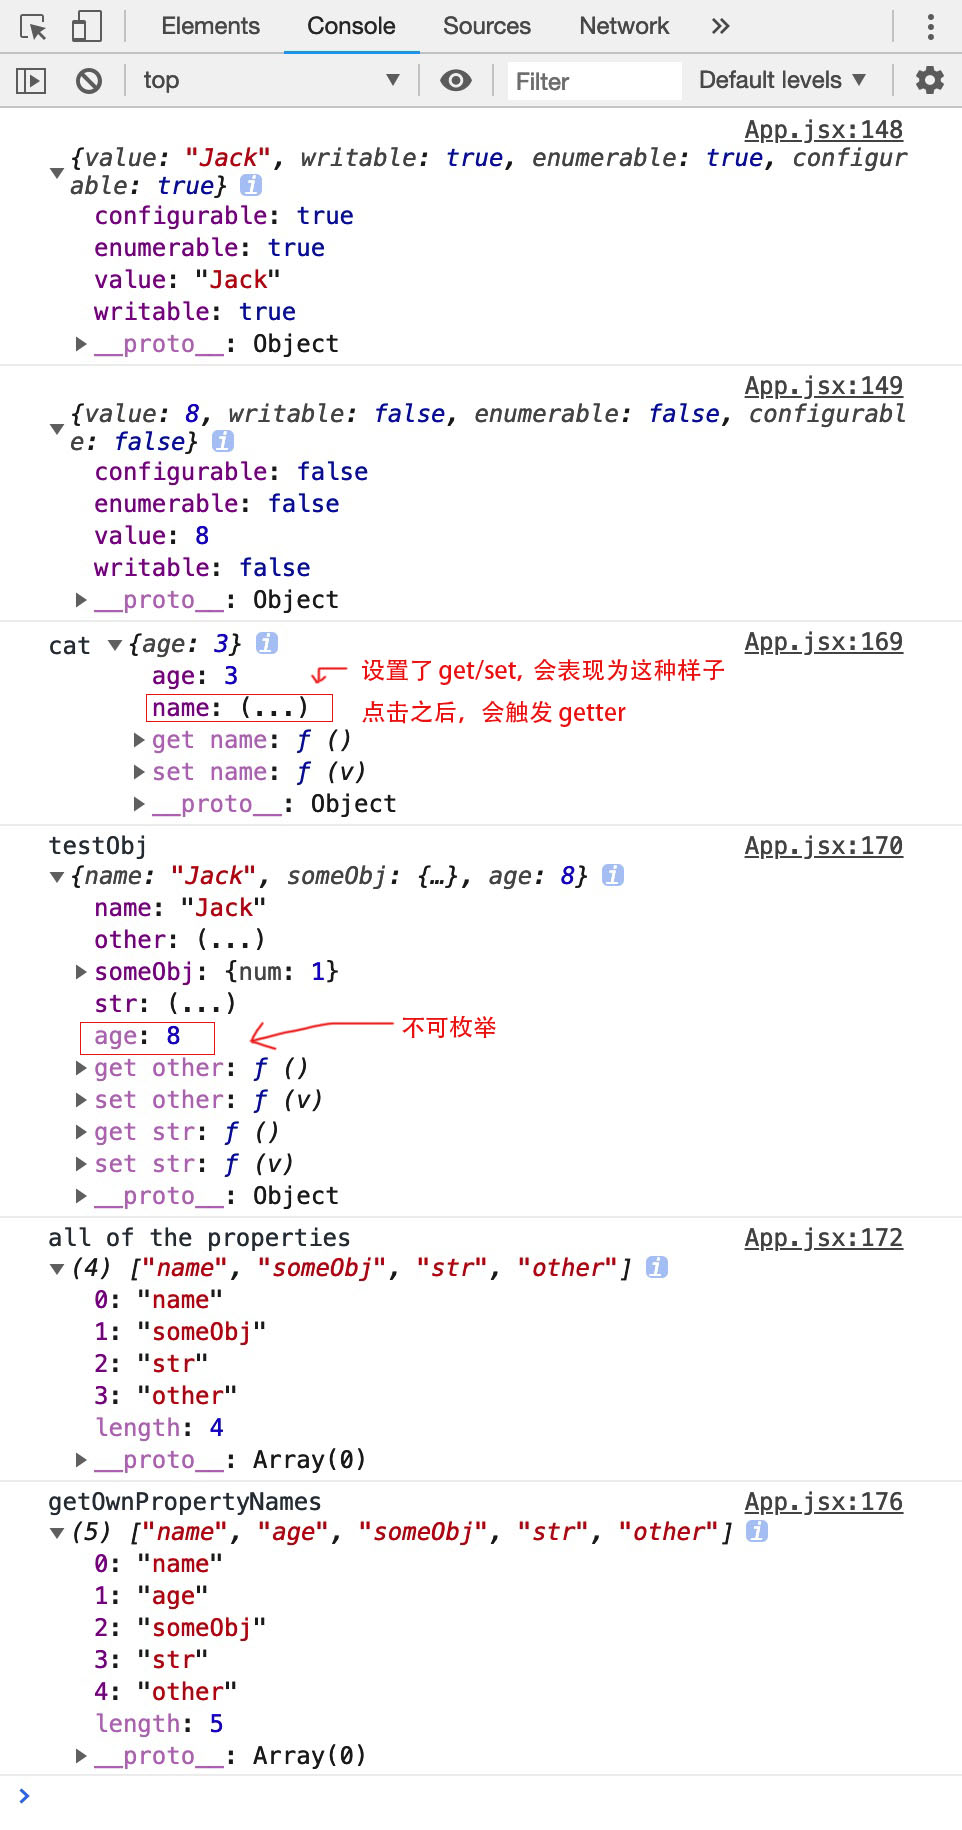 Elements Console Sources Network »
top Filter Default levels
App.jsx:148
{value: "Jack", writable: true, enumerable: true, configur
able: true}
configurable: true
enumerable: true
value: "Jack"
writable: true
__proto__: Object
App.jsx:149
{value: 8, writable: false, enumerable: false, configurabl
e: false}
configurable: false
enumerable: false
value: 8
writable: false
__proto__: Object
cat {age: 3} App.jsx:169
age: 3 设置了 get/set, 会表现为这种样子
name: (...) 点击之后，会触发 getter
get name: ƒ ()
set name: ƒ (v)
__proto__: Object
testObj App.jsx:170
{name: "Jack", someObj: {…}, age: 8}
name: "Jack"
other: (...)
someObj: {num: 1}
str: (...)
age: 8 不可枚举
get other: ƒ ()
set other: ƒ (v)
get str: ƒ ()
set str: ƒ (v)
__proto__: Object
all of the properties App.jsx:172
(4) ["name", "someObj", "str", "other"]
0: "name"
1: "someObj"
2: "str"
3: "other"
length: 4
__proto__: Array(0)
getOwnPropertyNames App.jsx:176
(5) ["name", "age", "someObj", "str", "other"]
0: "name"
1: "age"
2: "someObj"
3: "str"
4: "other"
length: 5
__proto__: Array(0)